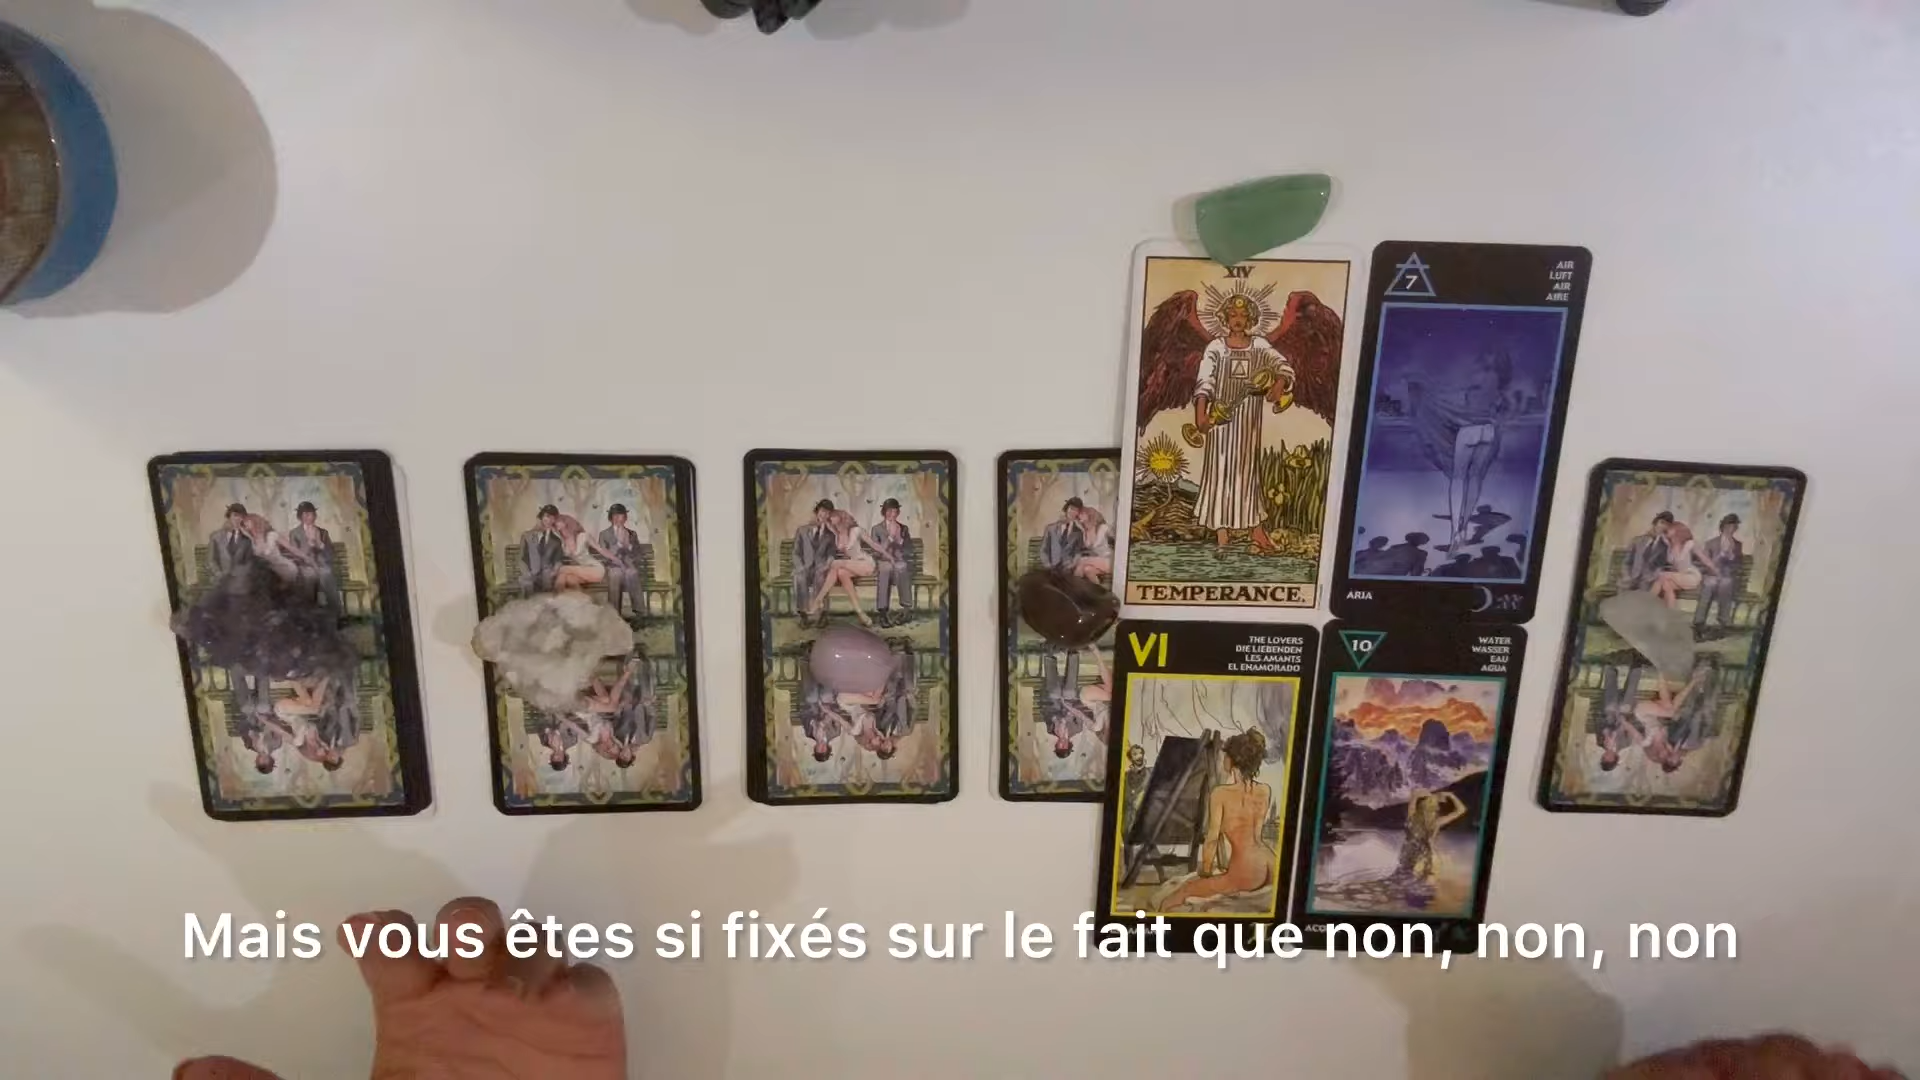 XIV
TEMPERANCE.
7
AIR
LUFT
AIR
AIRE
ARIA
VI
THE LOVERS
DIE LIEBENDEN
LES AMANTS
EL ENAMORADO
10
WATER
WASSER
EAU
AGUA
Mais vous êtes si fixés sur le fait que non, non, non